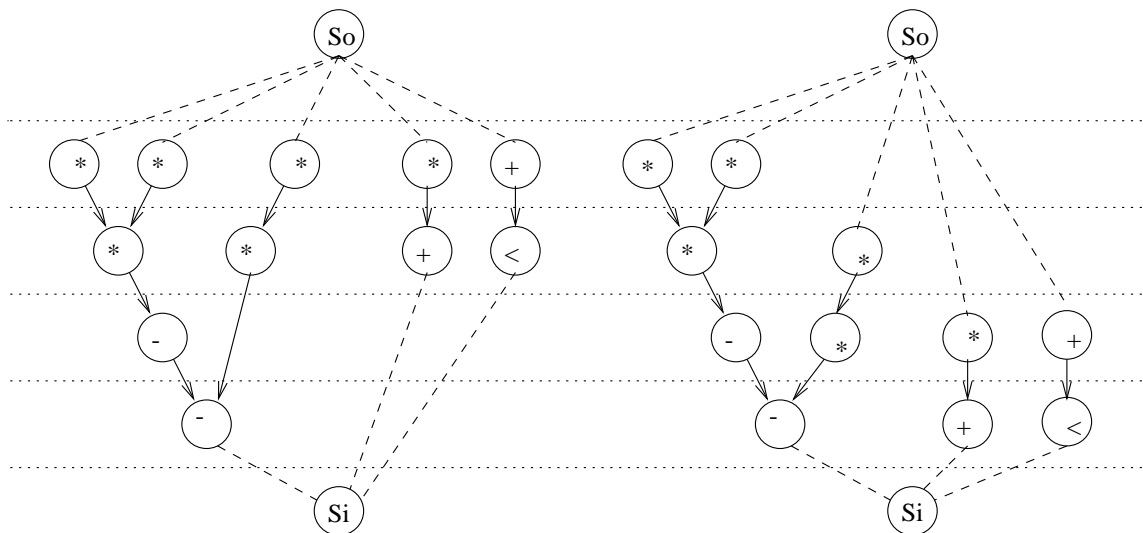 So So
* * * * + * *
* * + < * *
- - * * +
- - + <
Si Si